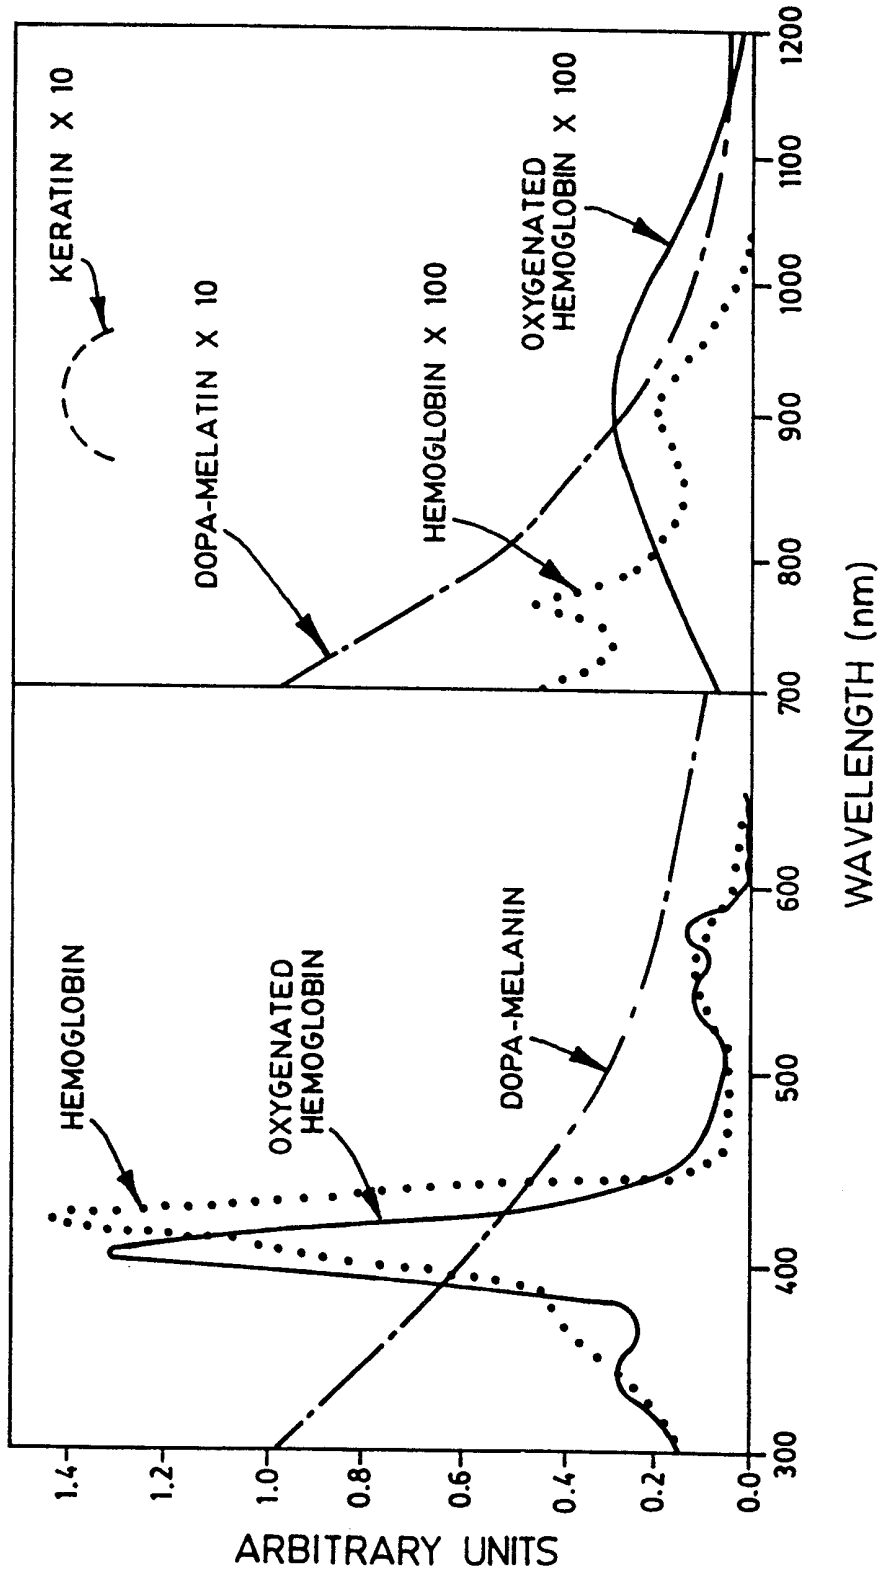 ARBITRARY UNITS
1.4
1.2
1.0
0.8
0.6
0.4
0.2
0.0
HEMOGLOBIN
OXYGENATED
HEMOGLOBIN
DOPA-MELANIN
KERATIN X 10
DOPA-MELATIN X 10
HEMOGLOBIN X 100
OXYGENATED
HEMOGLOBIN X 100
300
400
500
600
700
800
900
1000
1100
1200
WAVELENGTH (nm)